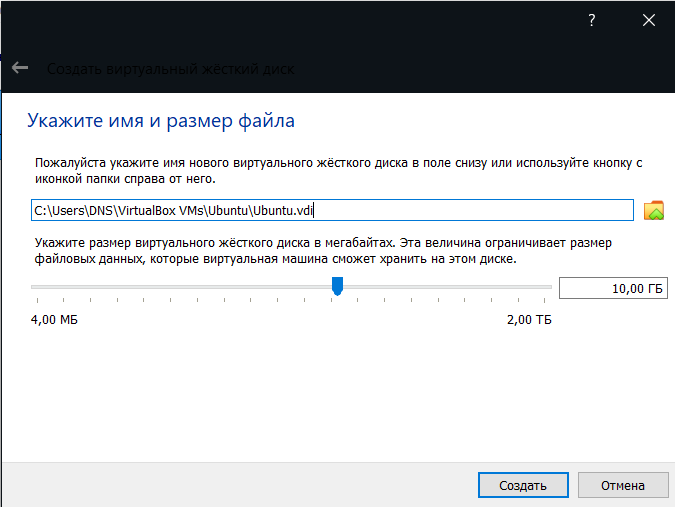 ?
Создать виртуальный жёсткий диск
Укажите имя и размер файла
Пожалуйста укажите имя нового виртуального жёсткого диска в поле снизу или используйте кнопку с
иконкой папки справа от него.
C:\Users\DNS\VirtualBox VMs\Ubuntu\Ubuntu.vdi
Укажите размер виртуального жёсткого диска в мегабайтах. Эта величина ограничивает размер
файловых данных, которые виртуальная машина сможет хранить на этом диске.
10,00 ГБ
4,00 МБ 2,00 ТБ
Создать Отмена